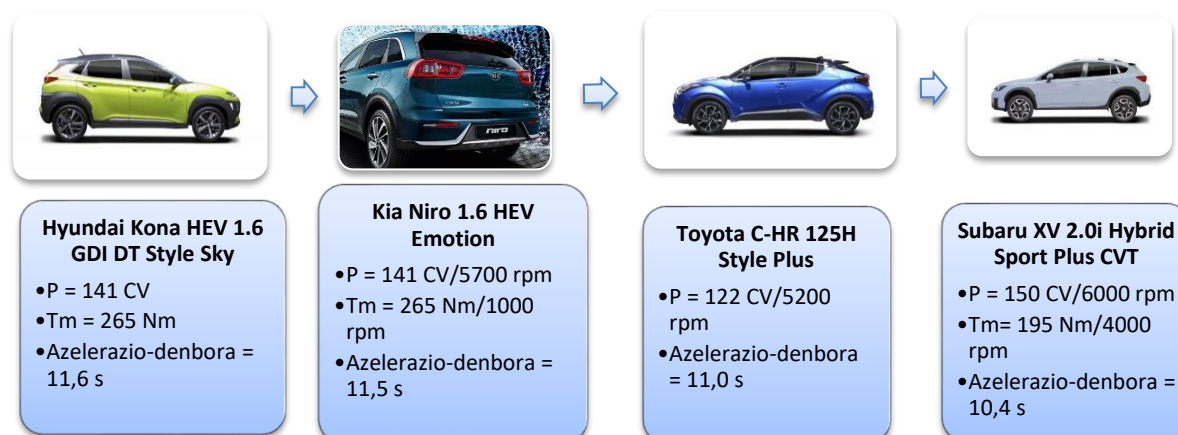 Hyundai Kona HEV 1.6
GDI DT Style Sky
•P = 141 CV
•Tm = 265 Nm
•Azelerazio-denbora =
11,6 s
niro
Kia Niro 1.6 HEV
Emotion
•P = 141 CV/5700 rpm
•Tm = 265 Nm/1000
rpm
•Azelerazio-denbora =
11,5 s
Toyota C-HR 125H
Style Plus
•P = 122 CV/5200
rpm
•Azelerazio-denbora
= 11,0 s
Subaru XV 2.0i Hybrid
Sport Plus CVT
•P = 150 CV/6000 rpm
•Tm= 195 Nm/4000
rpm
•Azelerazio-denbora =
10,4 s